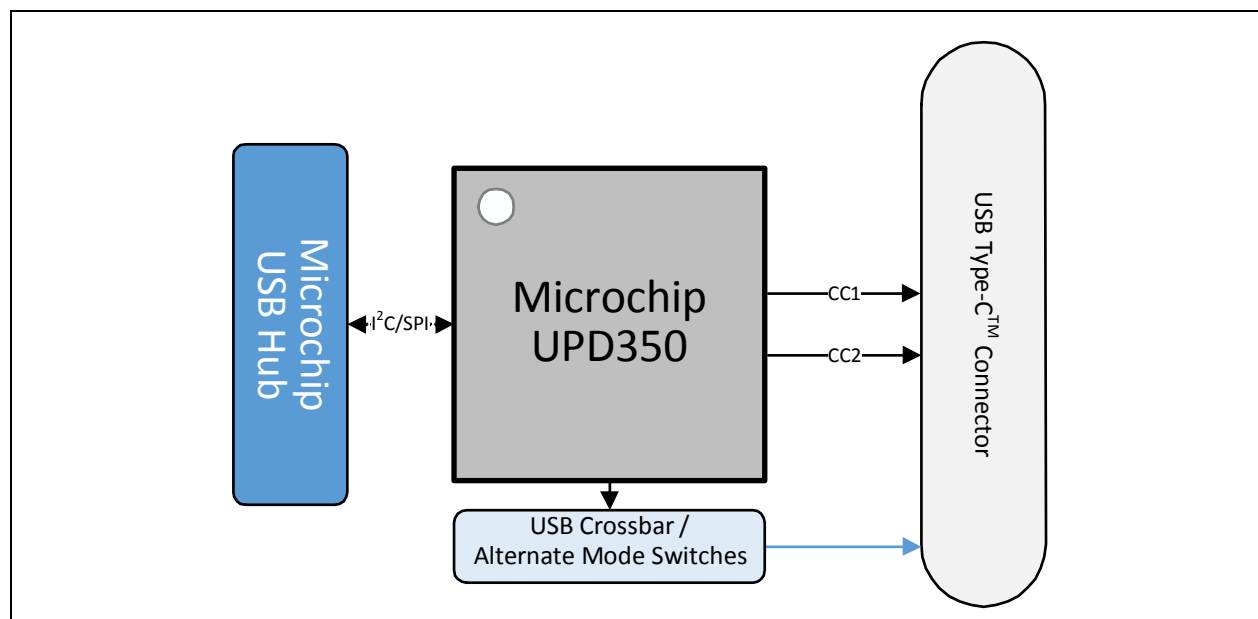 Microchip
USB Hub
I²C/SPI
Microchip
UPD350
CC1
CC2
USB Type-C™ Connector
USB Crossbar /
Alternate Mode Switches